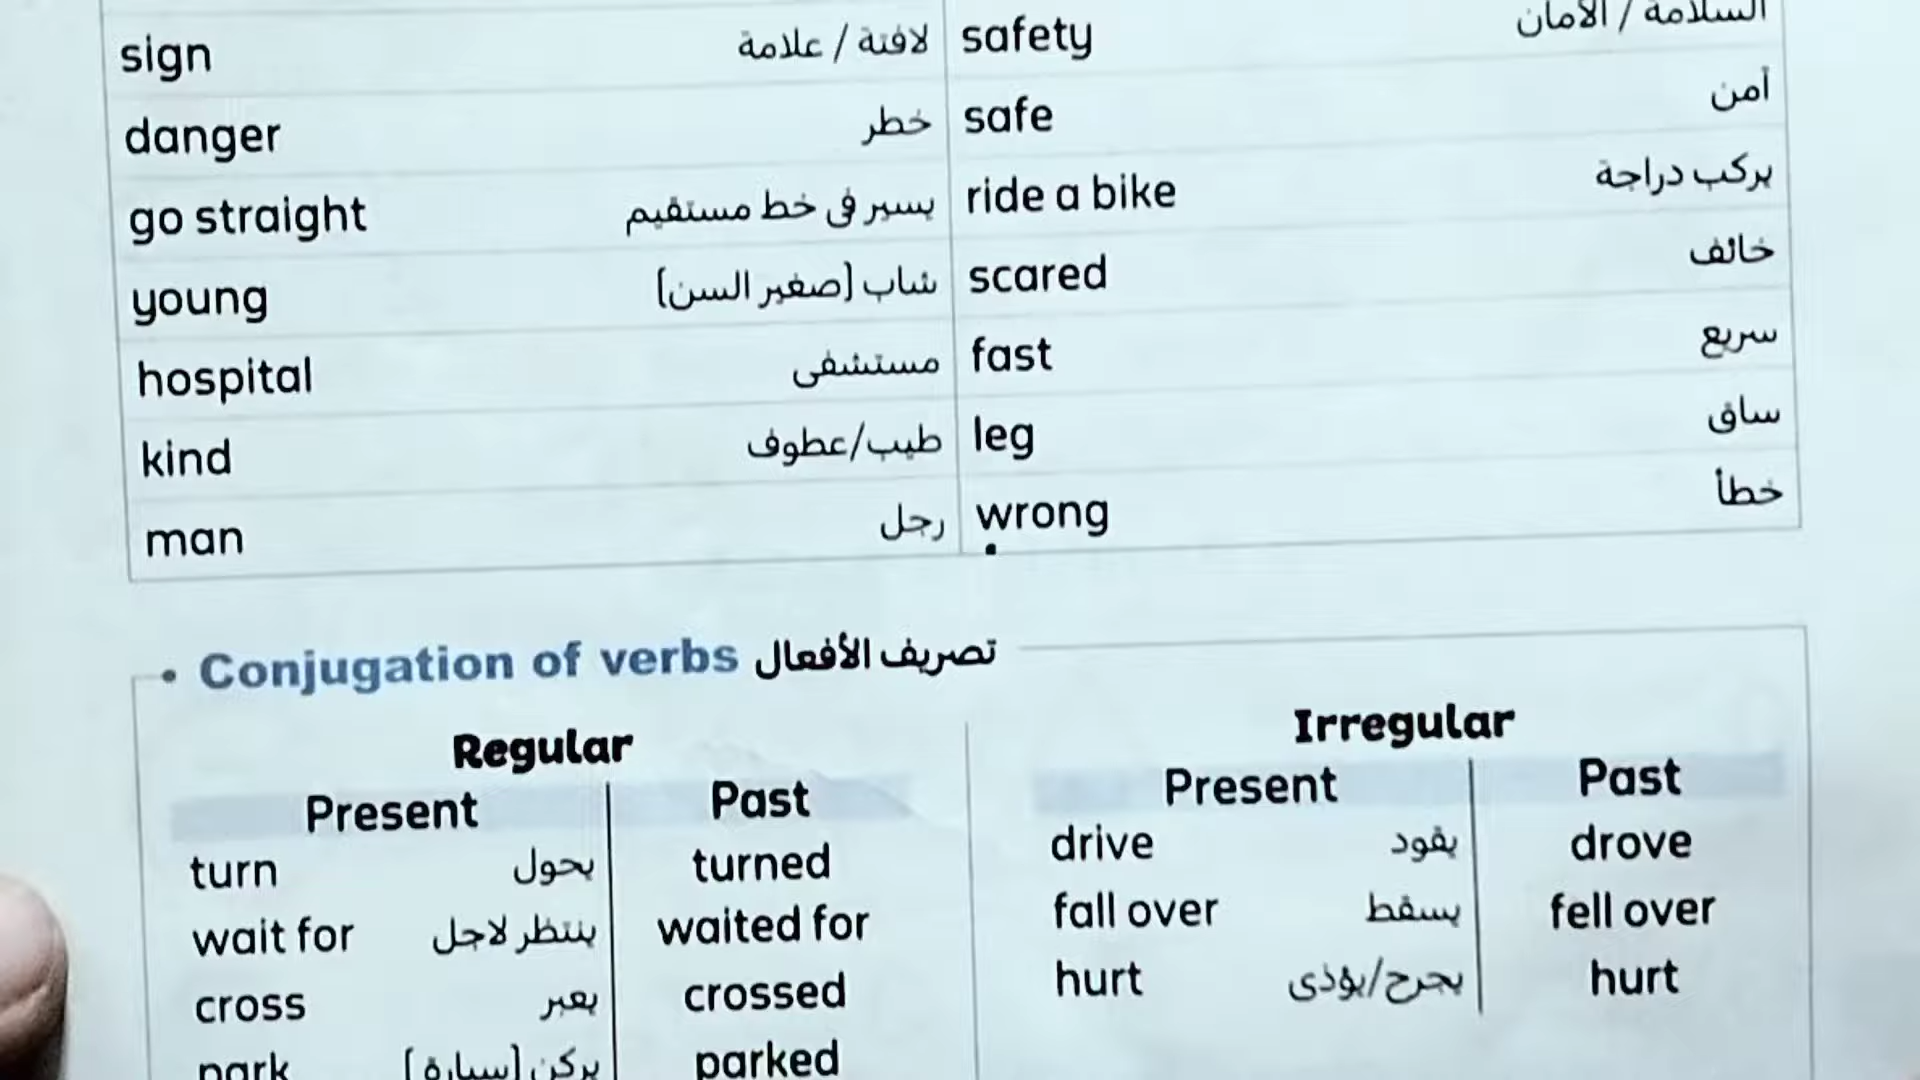 sign لافتة / علامة safety السلامة / الأمان
danger خطر safe آمن
go straight يسير فى خط مستقيم ride a bike يركب دراجة
young شاب (صغير السن) scared خائف
hospital مستشفى fast سريع
kind طيب/عطوف leg ساق
man رجل wrong خطأ
• Conjugation of verbs تصريف الأفعال
Regular Irregular
Present Past Present Past
turn يحول turned drive يقود drove
wait for ينتظر لاجل waited for fall over يسقط fell over
cross يعبر crossed hurt يجرح/يؤذى hurt
park يركن (سيارة) parked